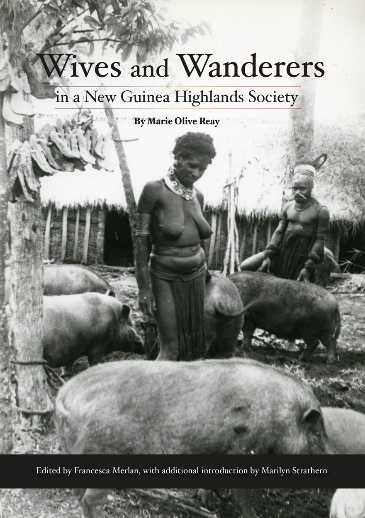 Wives and Wanderers
in a New Guinea Highlands Society
By Marie Olive Reay
Edited by Francesca Merlan, with additional introduction by Marilyn Strathern